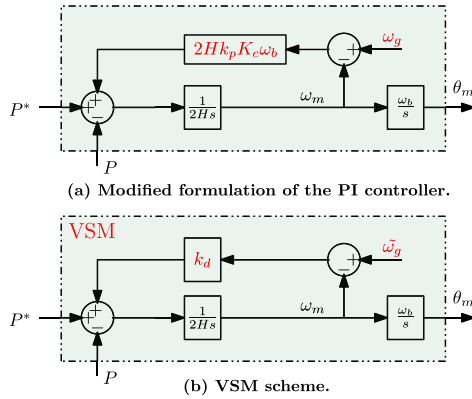 2Hk_pK_cω_b
ω_g
+
−
P*
+
+
−
1/2Hs
ω_m
ω_b/s
θ_m
P
(a) Modified formulation of the PI controller.
VSM
k_d
ω̃_g
+
−
P*
+
+
−
1/2Hs
ω_m
ω_b/s
θ_m
P
(b) VSM scheme.